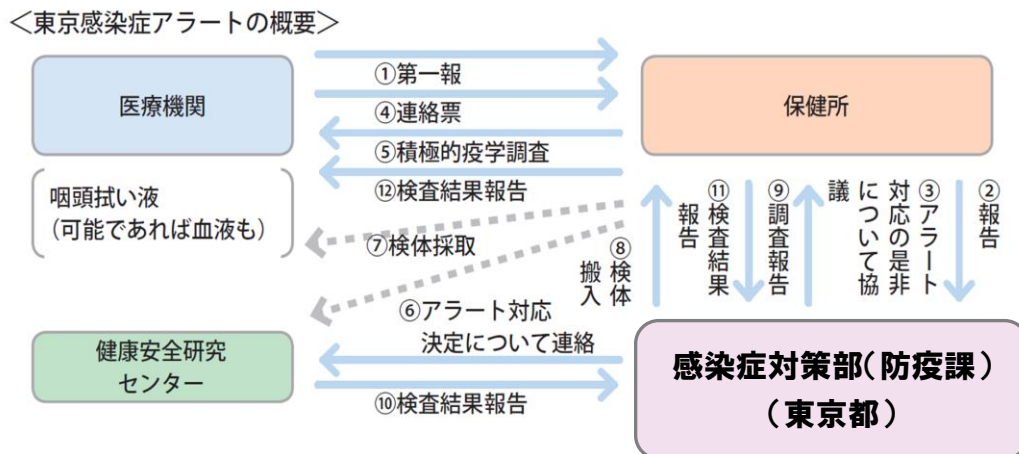 ＜東京感染症アラートの概要＞
医療機関
①第一報
④連絡票
⑤積極的疫学調査
⑫検査結果報告
保健所
咽頭拭い液
（可能であれば血液も）
⑦検体採取
⑧検体
搬入
⑪検査結果
報告
⑨調査報告
③アラート
対応の是非
について協
議
②報告
⑥アラート対応
決定について連絡
健康安全研究
センター
⑩検査結果報告
感染症対策部（防疫課）
（東京都）